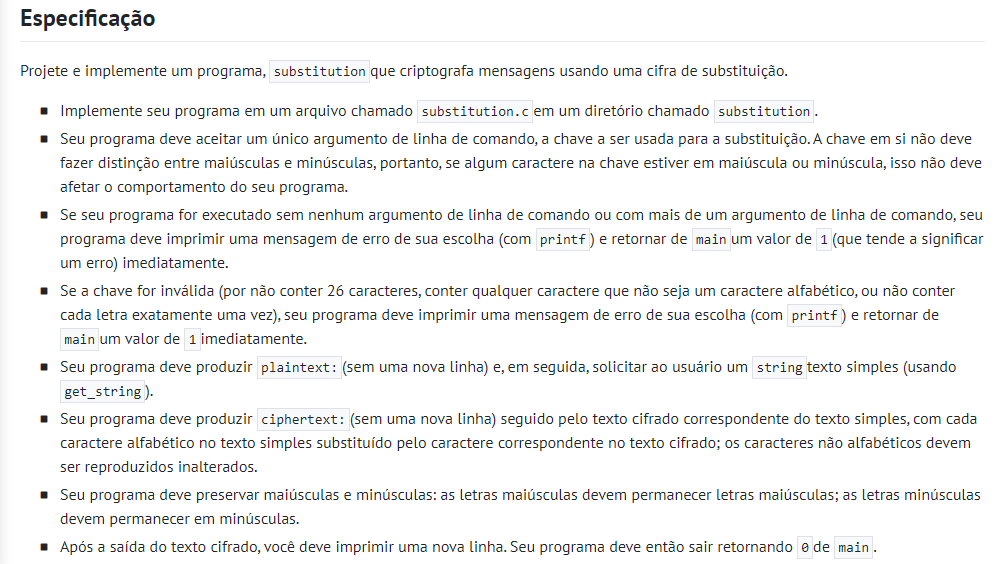 Especificação
Projete e implemente um programa, substitution que criptografa mensagens usando uma cifra de substituição.
Implemente seu programa em um arquivo chamado substitution.c em um diretório chamado substitution.
Seu programa deve aceitar um único argumento de linha de comando, a chave a ser usada para a substituição. A chave em si não deve
fazer distinção entre maiúsculas e minúsculas, portanto, se algum caractere na chave estiver em maiúscula ou minúscula, isso não deve
afetar o comportamento do seu programa.
Se seu programa for executado sem nenhum argumento de linha de comando ou com mais de um argumento de linha de comando, seu
programa deve imprimir uma mensagem de erro de sua escolha (com printf) e retornar de main um valor de 1 (que tende a significar
um erro) imediatamente.
Se a chave for inválida (por não conter 26 caracteres, conter qualquer caractere que não seja um caractere alfabético, ou não conter
cada letra exatamente uma vez), seu programa deve imprimir uma mensagem de erro de sua escolha (com printf) e retornar de
main um valor de 1 imediatamente.
Seu programa deve produzir plaintext: (sem uma nova linha) e, em seguida, solicitar ao usuário um string texto simples (usando
get_string).
Seu programa deve produzir ciphertext: (sem uma nova linha) seguido pelo texto cifrado correspondente do texto simples, com cada
caractere alfabético no texto simples substituído pelo caractere correspondente no texto cifrado; os caracteres não alfabéticos devem
ser reproduzidos inalterados.
Seu programa deve preservar maiúsculas e minúsculas: as letras maiúsculas devem permanecer letras maiúsculas; as letras minúsculas
devem permanecer em minúsculas.
Após a saída do texto cifrado, você deve imprimir uma nova linha. Seu programa deve então sair retornando 0 de main.